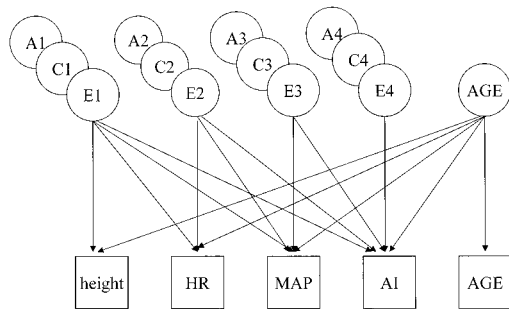 A1 A2 A3 A4
C1 C2 C3 C4
E1 E2 E3 E4 AGE
height HR MAP AI AGE